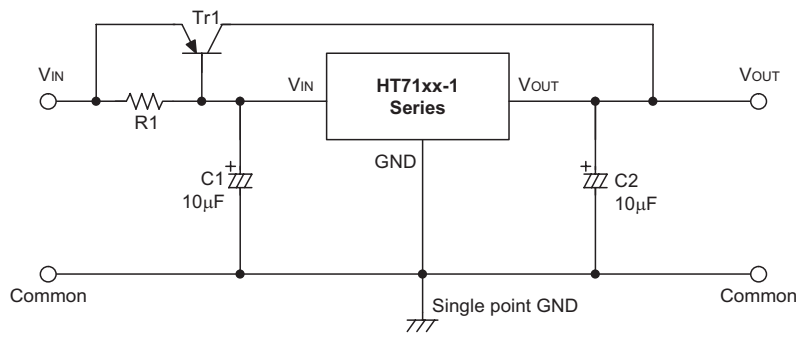 Tr1
VIN
R1
VIN
HT71xx-1
Series
VOUT
VOUT
GND
C1
10μF
C2
10μF
Common
Single point GND
Common